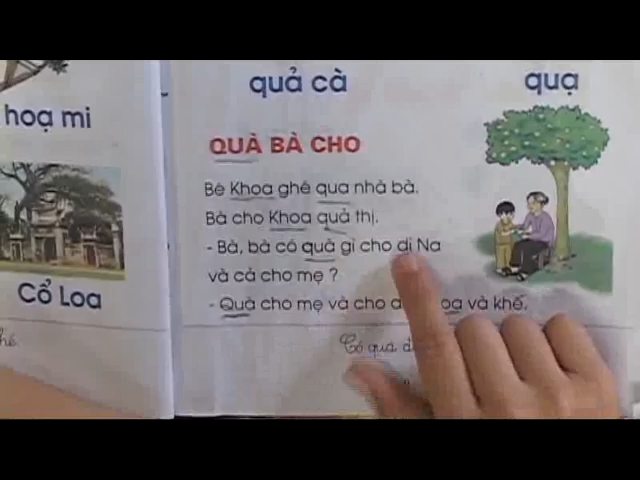 quả cà
quạ
hoạ mi
QUÀ BÀ CHO
Bé Khoa ghé qua nhà bà.
Bà cho Khoa quả thị.
- Bà, bà có quà gì cho dì Na
và cả cho mẹ ?
- Quà cho mẹ và cho và khế.
Cổ Loa
Có quà